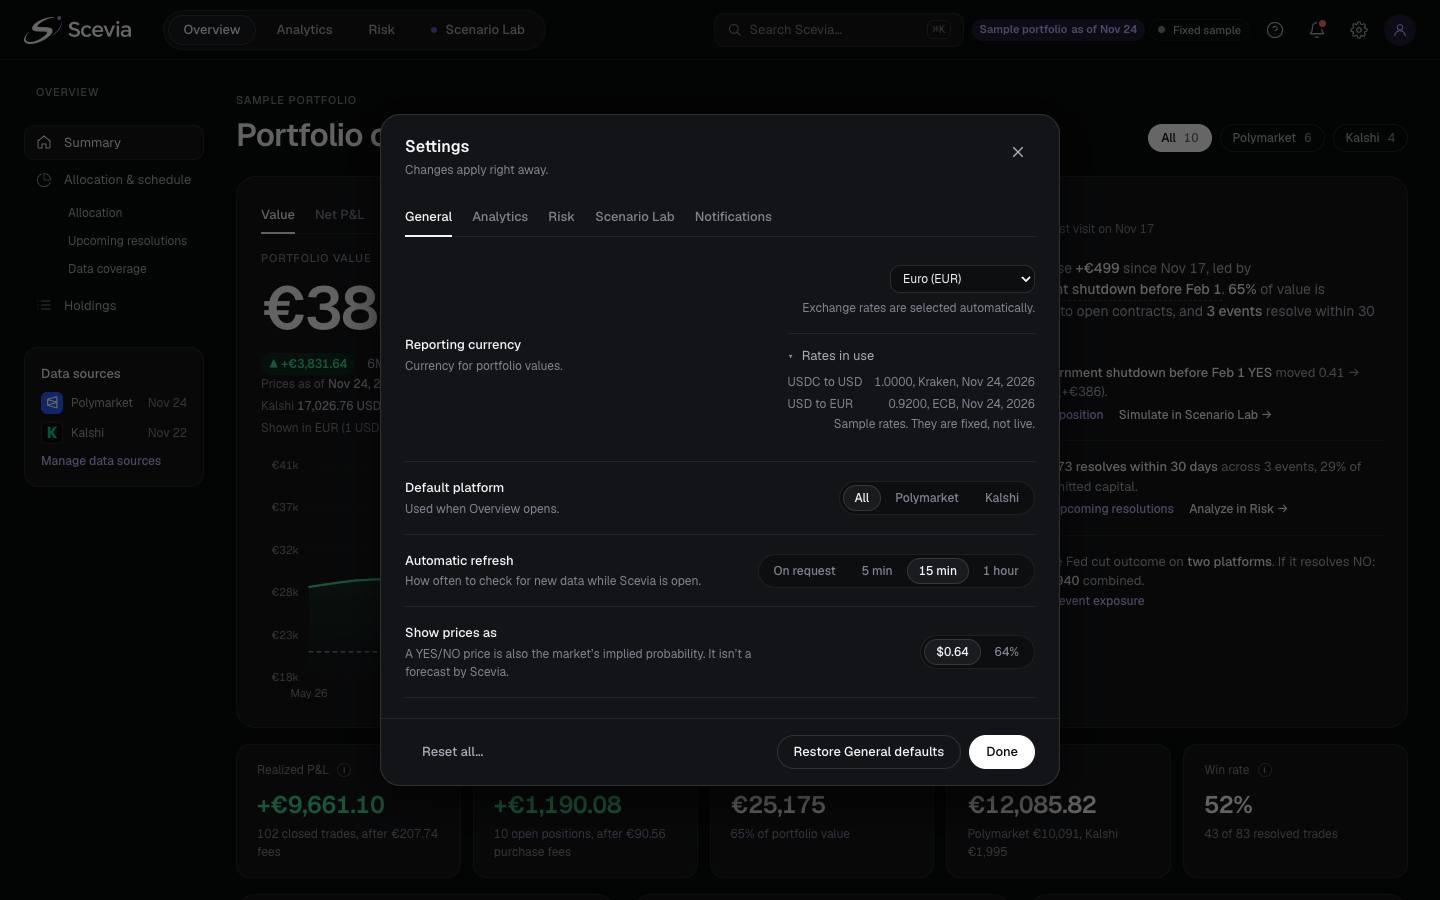 Scevia
Overview
Analytics
Risk
Scenario Lab
Search Scevia...
⌘K
Sample portfolio as of Nov 24
Fixed sample
OVERVIEW
Summary
Allocation & schedule
Allocation
Upcoming resolutions
Data coverage
Holdings
Data sources
Polymarket Nov 24
Kalshi Nov 22
Manage data sources
SAMPLE PORTFOLIO
Portfolio
All 10
Polymarket 6
Kalshi 4
Value
Net P&L
PORTFOLIO VALUE
€38
▲ +€3,831.64
Prices as of Nov 24, 2
Kalshi 17,026.76 USD
Shown in EUR (1 USD
€41k
€37k
€32k
€28k
€23k
€18k
May 26
Settings
Changes apply right away.
General
Analytics
Risk
Scenario Lab
Notifications
Reporting currency
Currency for portfolio values.
Euro (EUR)
Exchange rates are selected automatically.
Rates in use
USDC to USD 1.0000, Kraken, Nov 24, 2026
USD to EUR 0.9200, ECB, Nov 24, 2026
Sample rates. They are fixed, not live.
Default platform
Used when Overview opens.
All
Polymarket
Kalshi
Automatic refresh
How often to check for new data while Scevia is open.
On request
5 min
15 min
1 hour
Show prices as
A YES/NO price is also the market's implied probability. It isn't a
forecast by Scevia.
$0.64
64%
Reset all...
Restore General defaults
Done
st visit on Nov 17
se +€499 since Nov 17, led by
nt shutdown before Feb 1. 65% of value is
to open contracts, and 3 events resolve within 30
rnment shutdown before Feb 1 YES moved 0.41 →
(+€386).
position
Simulate in Scenario Lab →
73 resolves within 30 days across 3 events, 29% of
mitted capital.
pcoming resolutions
Analyze in Risk →
Fed cut outcome on two platforms. If it resolves NO:
940 combined.
event exposure
Realized P&L
+€9,661.10
102 closed trades, after €207.74
fees
+€1,190.08
10 open positions, after €90.56
purchase fees
€25,175
65% of portfolio value
€12,085.82
Polymarket €10,091, Kalshi
€1,995
Win rate
52%
43 of 83 resolved trades